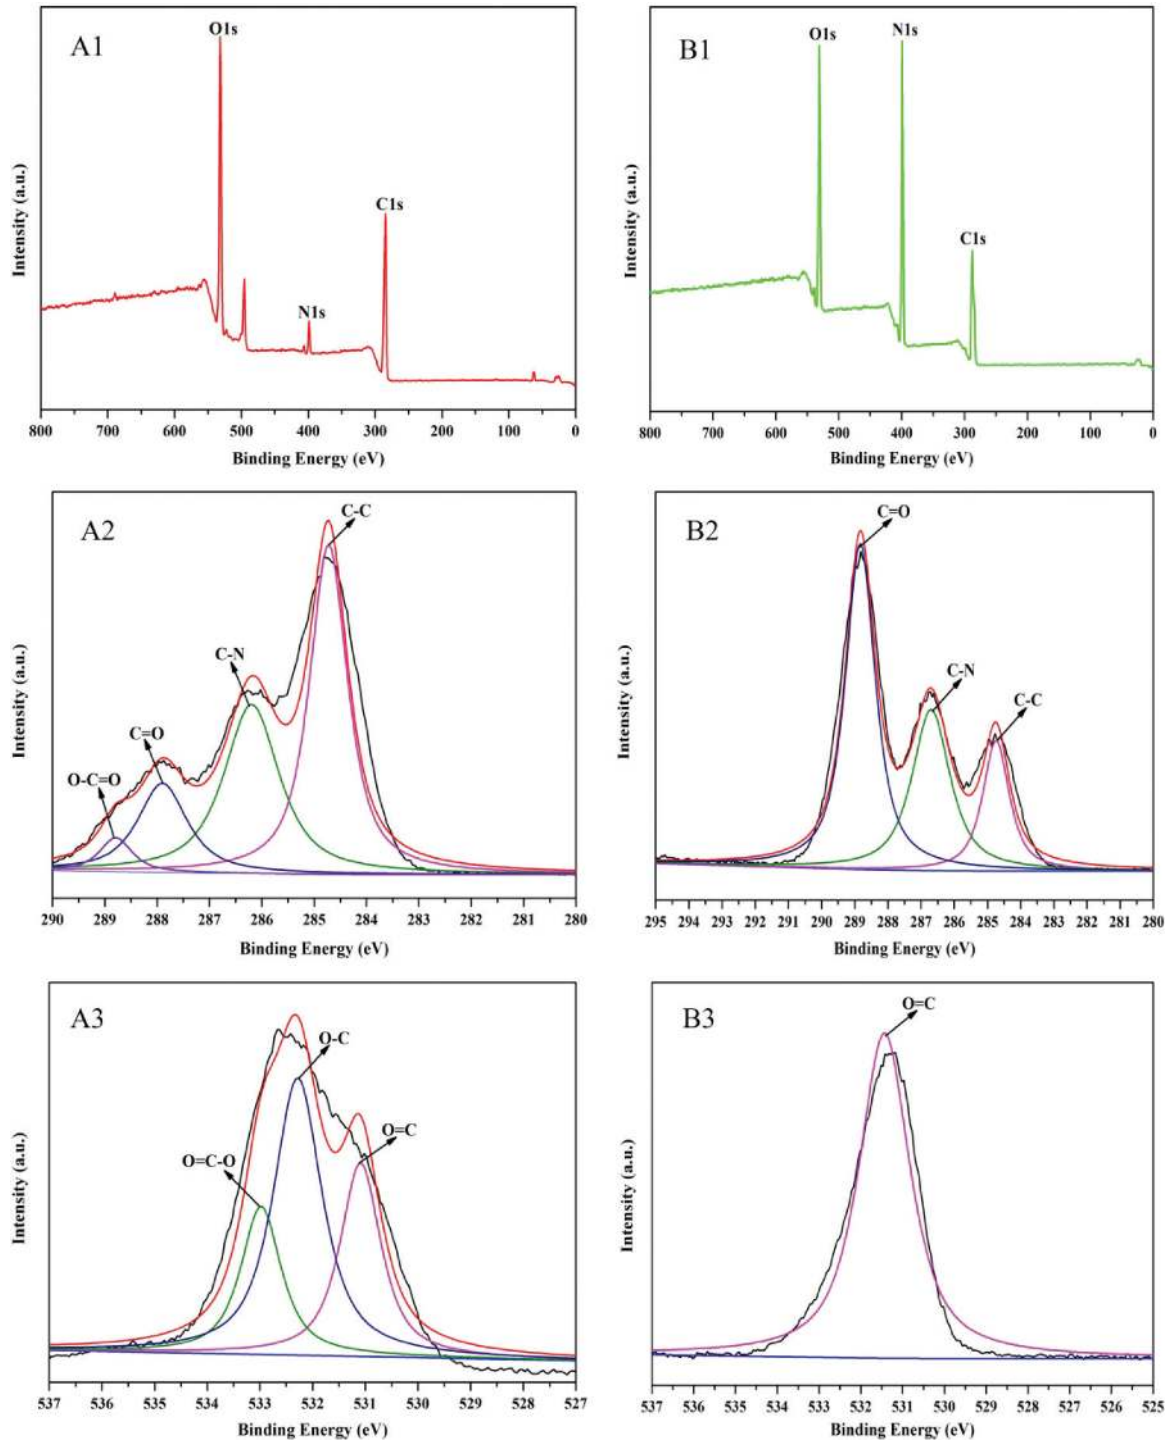 A1
O1s
N1s
C1s
Intensity (a.u.)
800 700 600 500 400 300 200 100 0
Binding Energy (eV)
B1
O1s
N1s
C1s
Intensity (a.u.)
800 700 600 500 400 300 200 100 0
Binding Energy (eV)
A2
C-C
C-N
C=O
O-C=O
Intensity (a.u.)
290 289 288 287 286 285 284 283 282 281 280
Binding Energy (eV)
B2
C=O
C-N
C-C
Intensity (a.u.)
295 294 293 292 291 290 289 288 287 286 285 284 283 282 281 280
Binding Energy (eV)
A3
O-C
O=C
O=C-O
Intensity (a.u.)
537 536 535 534 533 532 531 530 529 528 527
Binding Energy (eV)
B3
O=C
Intensity (a.u.)
537 536 535 534 533 532 531 530 529 528 527 526 525
Binding Energy (eV)